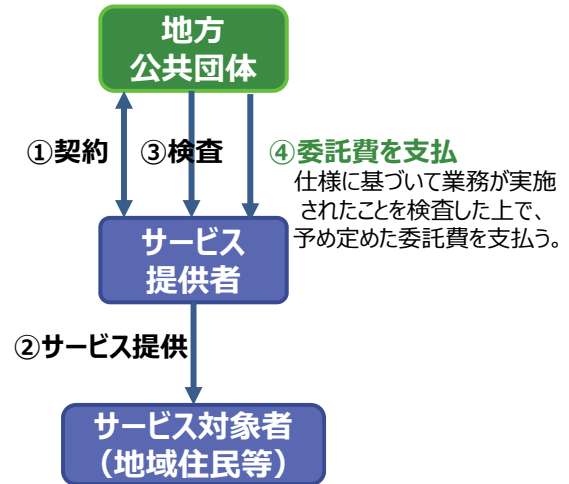 地方
公共団体
①契約
③検査
④委託費を支払
仕様に基づいて業務が実施
されたことを検査した上で、
予め定めた委託費を支払う。
サービス
提供者
②サービス提供
サービス対象者
（地域住民等）